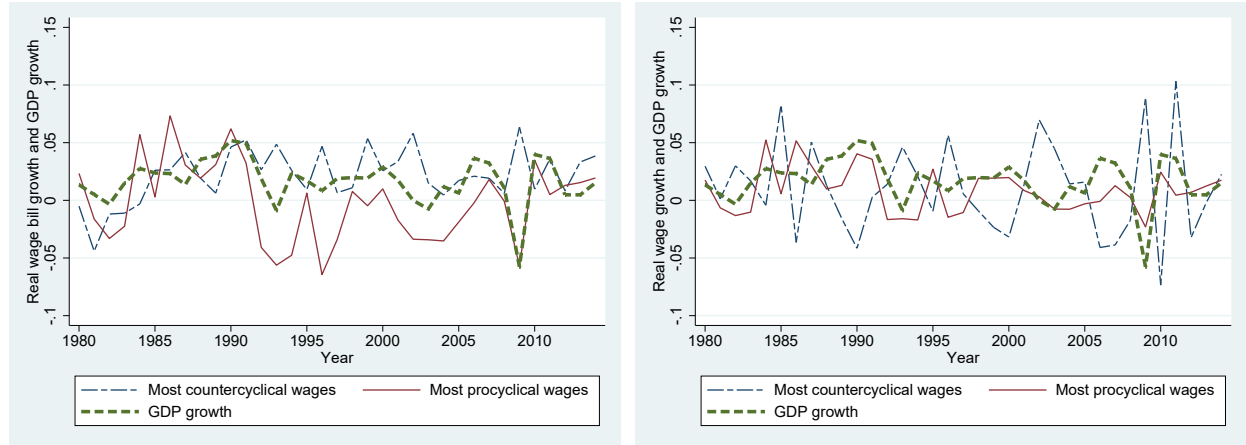 Real wage bill growth and GDP growth
.15
.1
.05
0
-.05
-.1
1980 1985 1990 1995 2000 2005 2010
Year
Most countercyclical wages Most procyclical wages
GDP growth
Real wage growth and GDP growth
.15
.1
.05
0
-.05
-.1
1980 1985 1990 1995 2000 2005 2010
Year
Most countercyclical wages Most procyclical wages
GDP growth